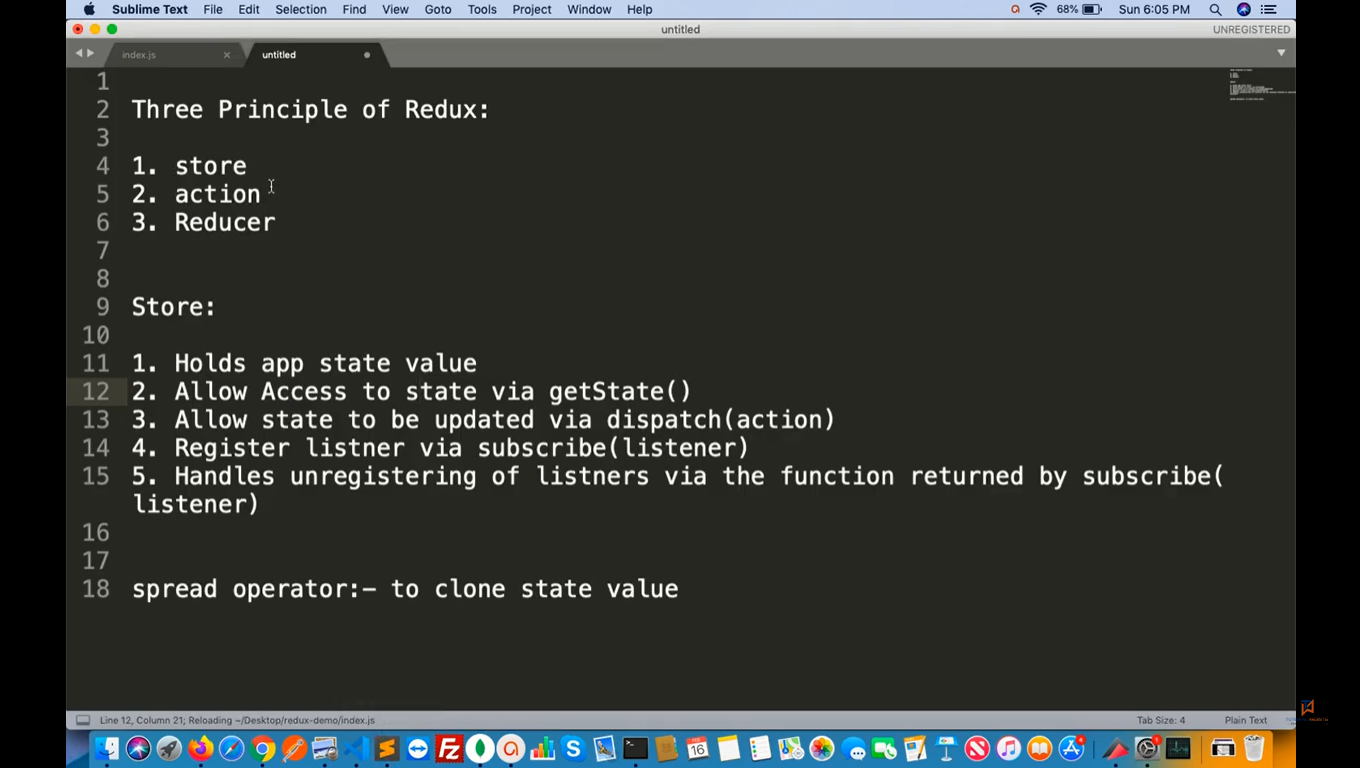 Sublime Text File Edit Selection Find View Goto Tools Project Window Help 68% Sun 6:05 PM
untitled UNREGISTERED
index.js untitled
1
2 Three Principle of Redux:
3
4 1. store
5 2. action
6 3. Reducer
7
8
9 Store:
10
11 1. Holds app state value
12 2. Allow Access to state via getState()
13 3. Allow state to be updated via dispatch(action)
14 4. Register listner via subscribe(listener)
15 5. Handles unregistering of listners via the function returned by subscribe(
listener)
16
17
18 spread operator:- to clone state value
Line 12, Column 21; Reloading ~/Desktop/redux-demo/index.js Tab Size: 4 Plain Text